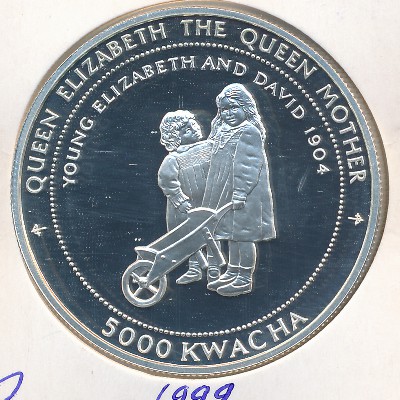 QUEEN ELIZABETH THE QUEEN MOTHER
YOUNG ELIZABETH AND DAVID 1904
5000 KWACHA
1999